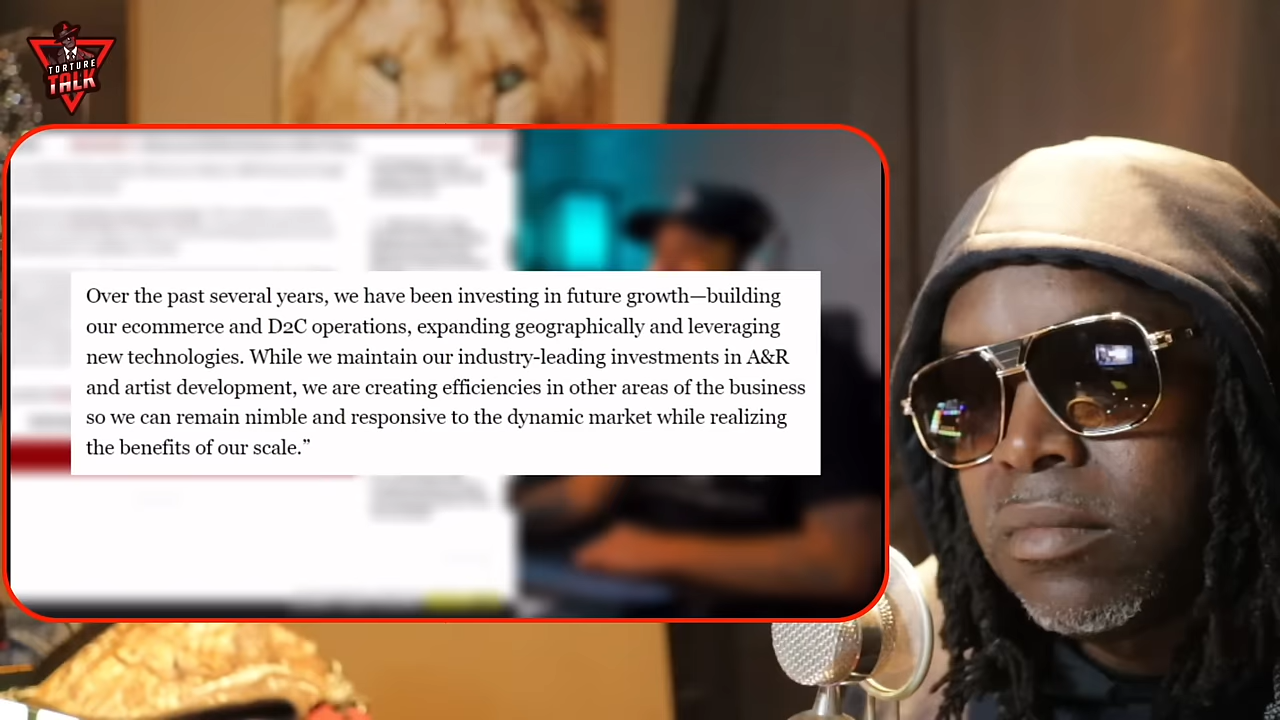 TORTURE
TALK
Over the past several years, we have been investing in future growth—building
our ecommerce and D2C operations, expanding geographically and leveraging
new technologies. While we maintain our industry-leading investments in A&R
and artist development, we are creating efficiencies in other areas of the business
so we can remain nimble and responsive to the dynamic market while realizing
the benefits of our scale.”